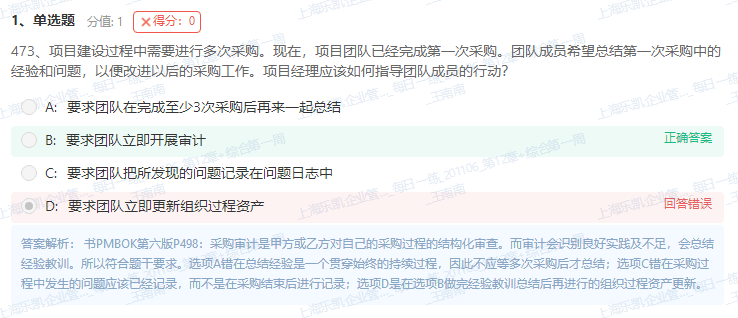 1、单选题 分值: 1 ✕得分：0
473、项目建设过程中需要进行多次采购。现在，项目团队已经完成第一次采购。团队成员希望总结第一次采购中的
经验和问题，以便改进以后的采购工作。项目经理应该如何指导团队成员的行动?
A: 要求团队在完成至少3次采购后再来一起总结
B: 要求团队立即开展审计 正确答案
C: 要求团队把所发现的问题记录在问题日志中
D: 要求团队立即更新组织过程资产 回答错误
答案解析： 书PMBOK第六版P498：采购审计是甲方或乙方对自己的采购过程的结构化审查。而审计会识别良好实践及不足，会总结
经验教训。所以符合题干要求。选项A错在总结经验是一个贯穿始终的持续过程，因此不应等多次采购后才总结；选项C错在采购过
程中发生的问题应该已经记录，而不是在采购结束后进行记录；选项D是在选项B做完经验教训总结后再进行的组织过程资产更新。